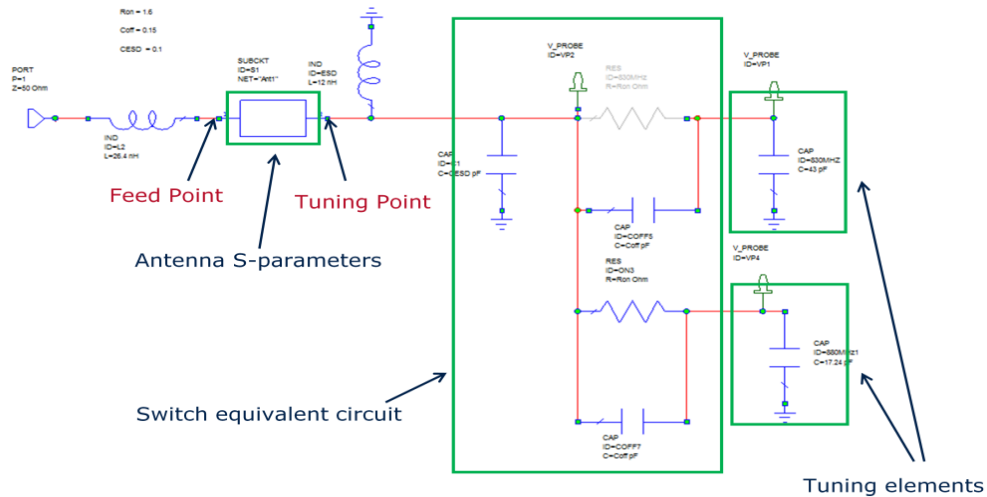 Ron = 1.6
Coff = 0.15
CESD = 0.1
PORT
P=1
Z=50 Ohm
IND
ID=L2
L=26.4 nH
SUBCKT
ID=S1
NET="Ant1"
IND
ID=ESD
L=12 nH
Feed Point
Tuning Point
Antenna S-parameters
CAP
C=CESD pF
V_PROBE
ID=VP2
RES
ID=830MHz
R=Ron Ohm
CAP
ID=COFF5
C=Coff pF
RES
ID=ON3
R=Ron Ohm
CAP
ID=COFF7
C=Coff pF
V_PROBE
ID=VP1
CAP
ID=830MHZ
C=43 pF
V_PROBE
ID=VP4
CAP
ID=880MHz1
C=17.24 pF
Switch equivalent circuit
Tuning elements